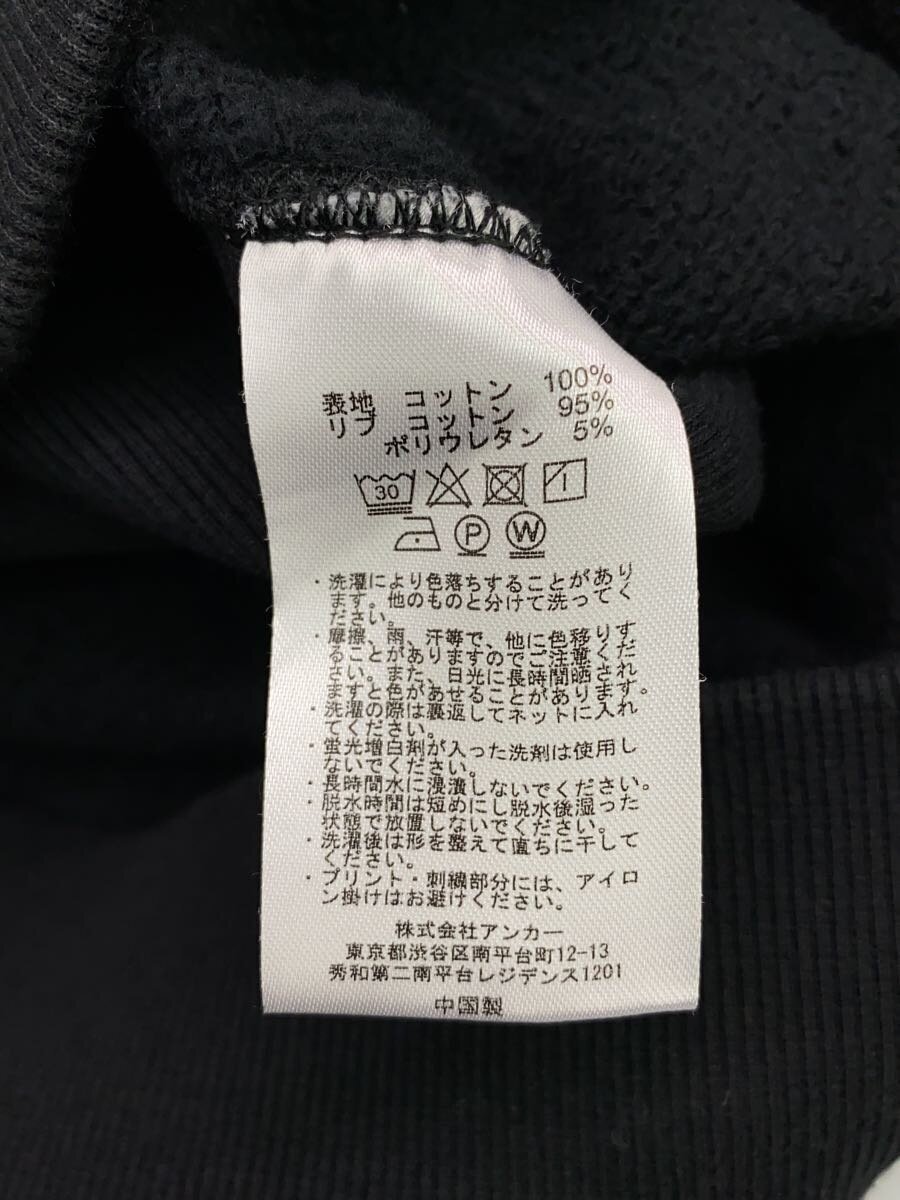 表地 コットン 100%
リブ コットン 95%
ポリウレタン 5%
30
P W
・洗濯により色落ちすることがあり
ます。他のものと分けて洗ってく
ださい。
・摩擦、雨、汗等で、他に色移りす
ることがありますのでご注意くだ
さい。また、日光に長時間晒され
ますと色があせることがあります。
・洗濯の際は裏返してネットに入れ
てください。
・蛍光増白剤が入った洗剤は使用し
ないでください。
・長時間水に浸漬しないでください。
・脱水時間は短めにし脱水後湿った
状態で放置しないでください。
・洗濯後は形を整えて直ちに干して
ください。
・プリント・刺繍部分には、アイロ
ン掛けはお避けください。
株式会社アンカー
東京都渋谷区南平台町12-13
秀和第二南平台レジデンス1201
中国製